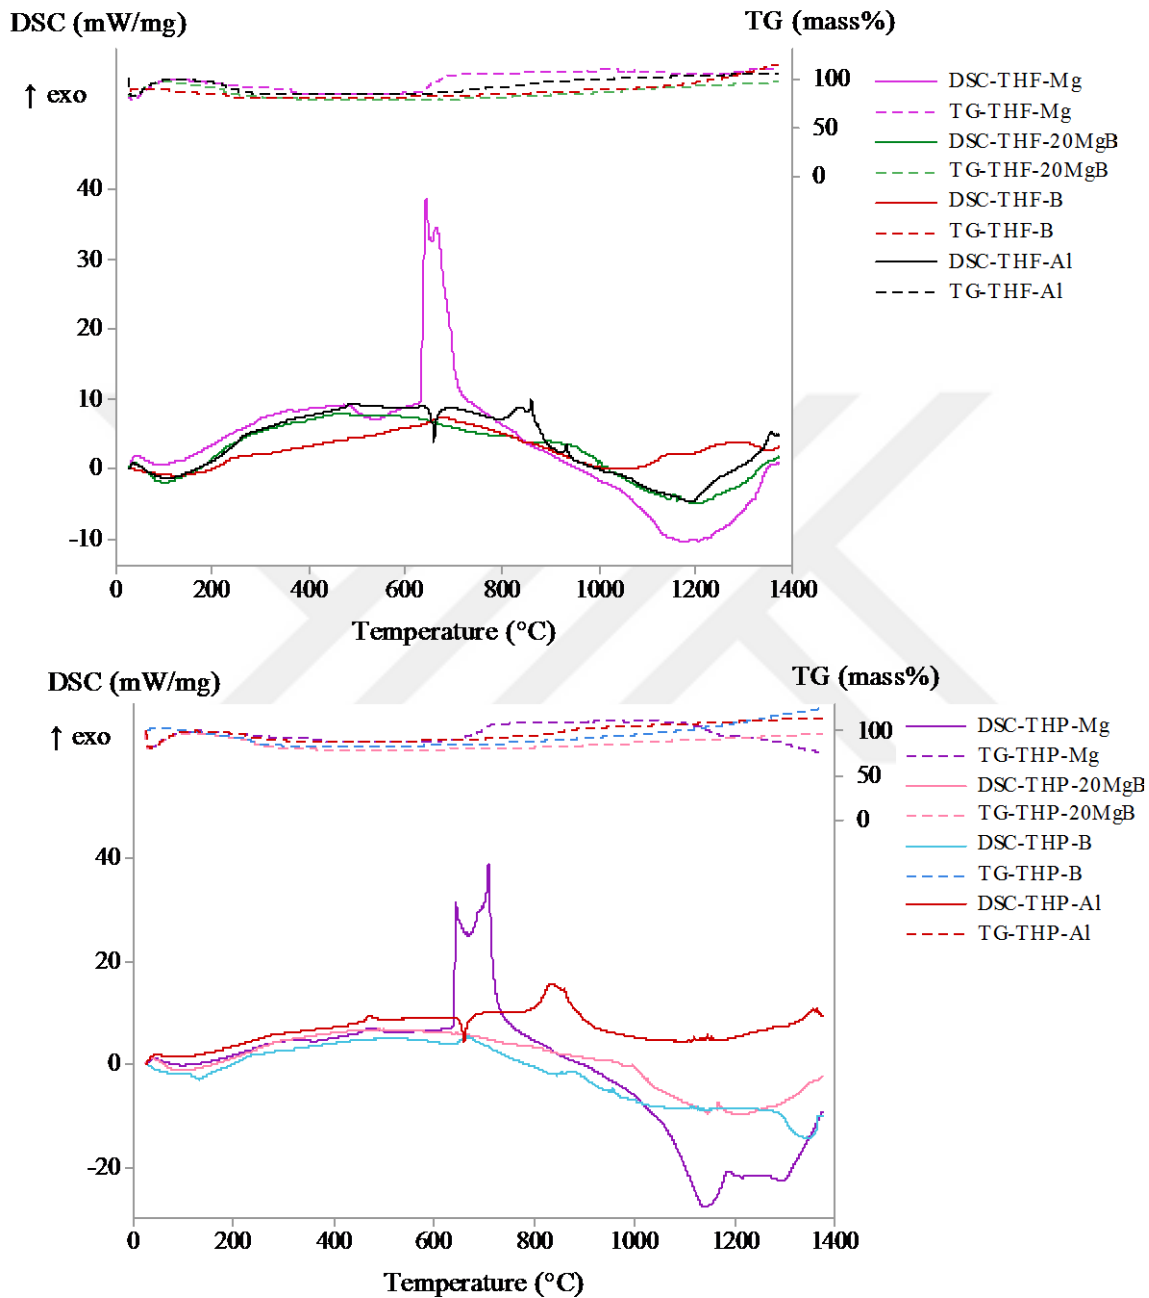 DSC (mW/mg)
TG (mass%)
↑ exo
100
50
0
DSC-THF-Mg
TG-THF-Mg
DSC-THF-20MgB
TG-THF-20MgB
DSC-THF-B
TG-THF-B
DSC-THF-Al
TG-THF-Al
40
30
20
10
0
-10
0 200 400 600 800 1000 1200 1400
Temperature (°C)
DSC (mW/mg)
TG (mass%)
↑ exo
100
50
0
DSC-THP-Mg
TG-THP-Mg
DSC-THP-20MgB
TG-THP-20MgB
DSC-THP-B
TG-THP-B
DSC-THP-Al
TG-THP-Al
40
20
0
-20
0 200 400 600 800 1000 1200 1400
Temperature (°C)